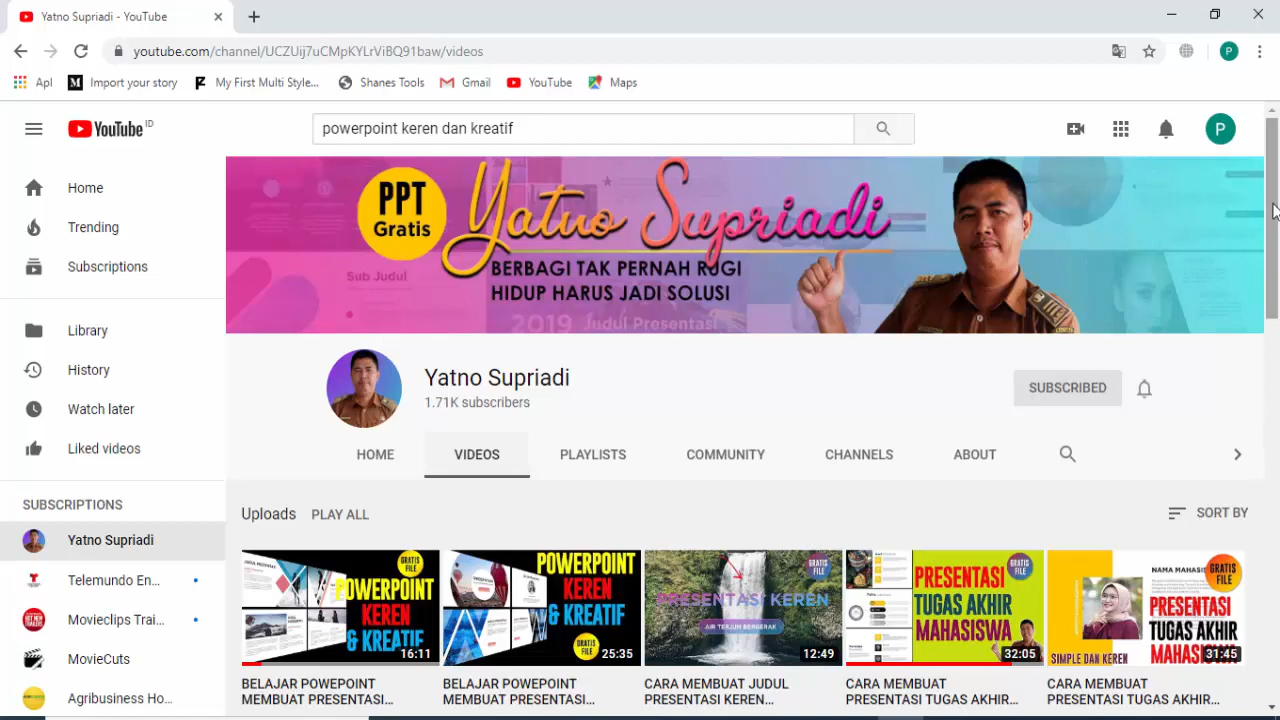 Yatno Supriadi - YouTube
youtube.com/channel/UCZUij7uCMpKYLrViBQ91baw/videos
P
Apl
Import your story
My First Multi Style...
Shanes Tools
Gmail
YouTube
Maps
YouTube ID
powerpoint keren dan kreatif
P
Home
Trending
Subscriptions
Library
History
Watch later
Liked videos
SUBSCRIPTIONS
Yatno Supriadi
Telemundo En...
Movieclips Trai...
MovieCuts
Agribusiness Ho...
PPT
Gratis
Yatno Supriadi
BERBAGI TAK PERNAH RUGI
HIDUP HARUS JADI SOLUSI
Sub Judul
2019 Judul Presentasi
Yatno Supriadi
1.71K subscribers
SUBSCRIBED
HOME
VIDEOS
PLAYLISTS
COMMUNITY
CHANNELS
ABOUT
Uploads
PLAY ALL
SORT BY
GRATIS
FILE
POWERPOINT
KEREN
& KREATIF
16:11
BELAJAR POWEPOINT
MEMBUAT PRESENTASI...
POWERPOINT
KEREN
& KREATIF
GRATIS
FILE
25:35
BELAJAR POWEPOINT
MEMBUAT PRESENTASI...
GRATIS
FILE
PRESENTASI KEREN
AIR TERJUN BERGERAK
12:49
CARA MEMBUAT JUDUL
PRESENTASI KEREN...
GRATIS
FILE
PRESENTASI
TUGAS AKHIR
MAHASISWA
32:05
CARA MEMBUAT
PRESENTASI TUGAS AKHIR...
NAMA MAHASIS
GRATIS
FILE
PRESENTASI
TUGAS AKHIR
MAHASISWA
SIMPLE DAN KEREN
31:45
CARA MEMBUAT
PRESENTASI TUGAS AKHIR...